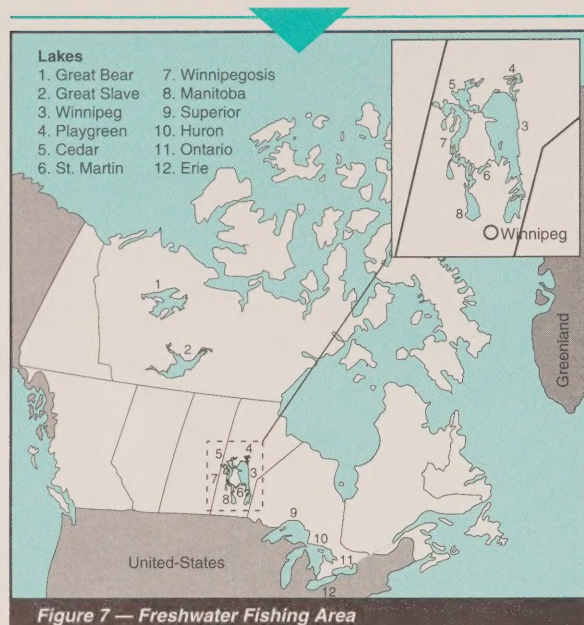 Lakes
1. Great Bear
2. Great Slave
3. Winnipeg
4. Playgreen
5. Cedar
6. St. Martin
7. Winnipegosis
8. Manitoba
9. Superior
10. Huron
11. Ontario
12. Erie
4
5
3
7
6
8
Winnipeg
1
2
Greenland
5
4
3
7
6
8
9
10
11
12
United-States
Figure 7 — Freshwater Fishing Area